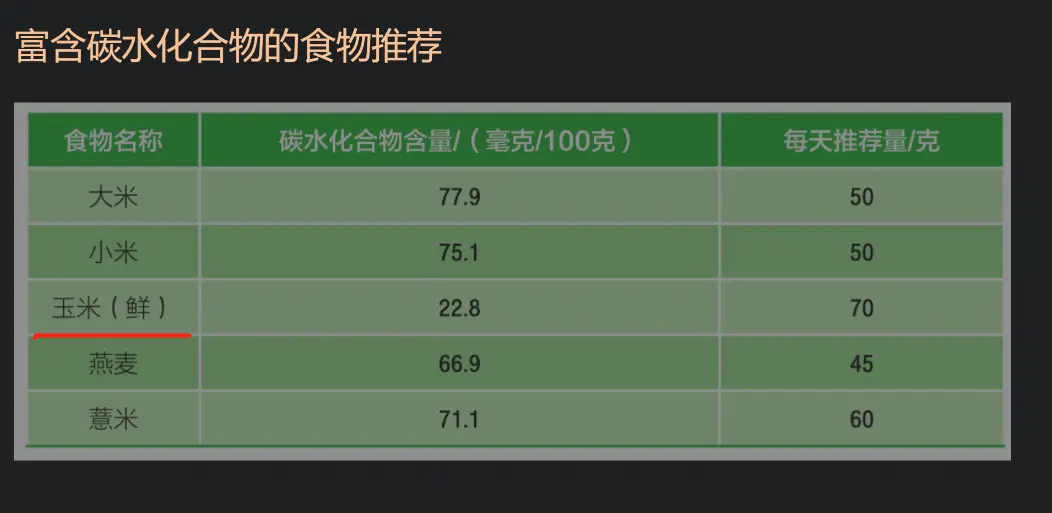 富含碳水化合物的食物推荐
食物名称 碳水化合物含量/（毫克/100克） 每天推荐量/克
大米 77.9 50
小米 75.1 50
玉米（鲜） 22.8 70
燕麦 66.9 45
薏米 71.1 60